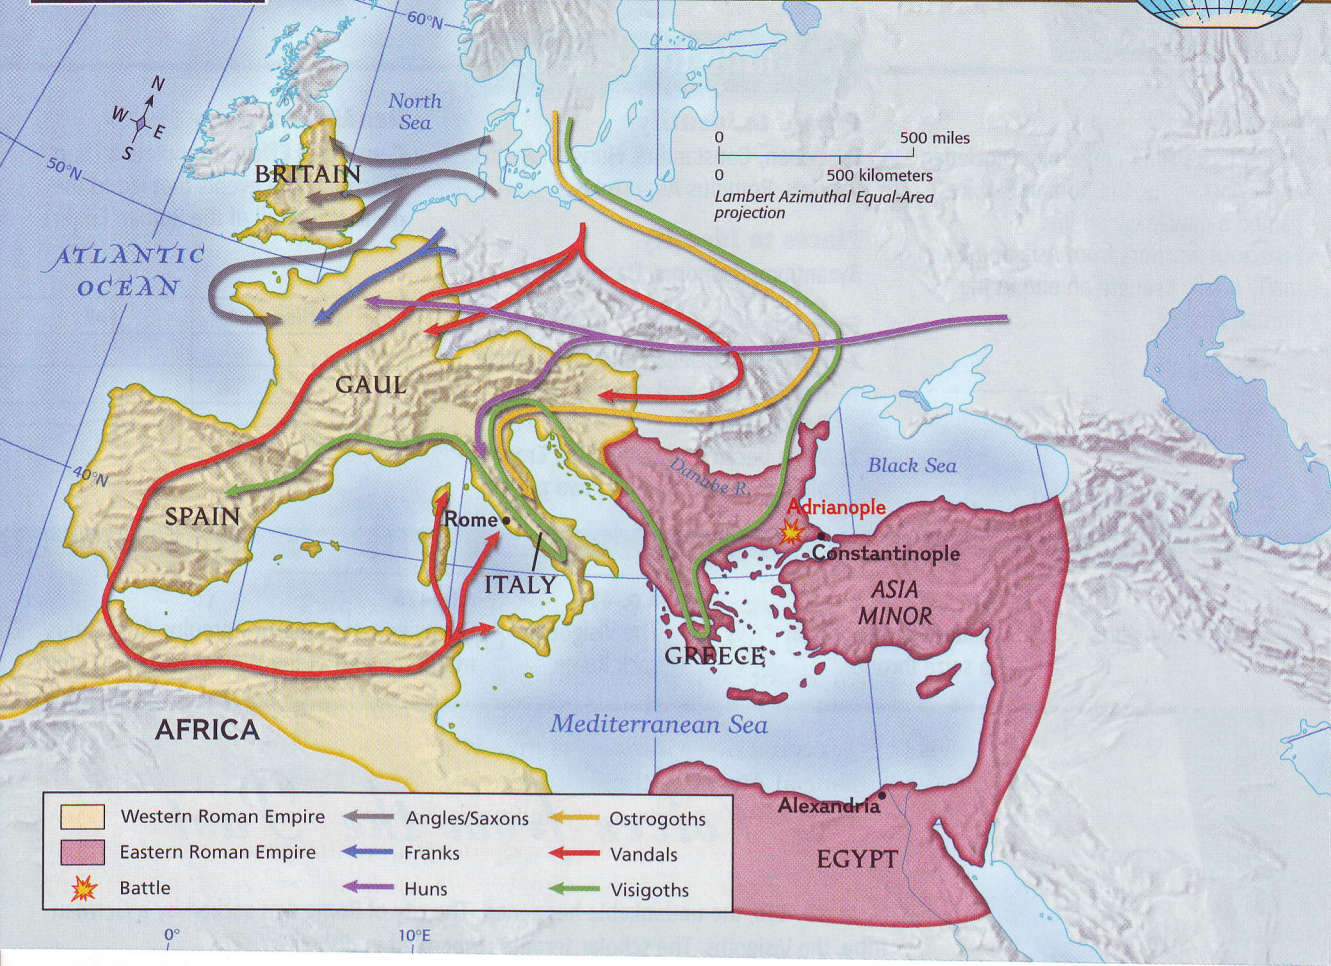 60°N
N
W
E
S
North
Sea
0
500 miles
0
500 kilometers
Lambert Azimuthal Equal-Area
projection
50°N
BRITAIN
ATLANTIC
OCEAN
GAUL
40°N
Danube R.
Black Sea
SPAIN
Rome
Adrianople
Constantinople
ITALY
ASIA
MINOR
GREECE
AFRICA
Mediterranean Sea
Alexandria
EGYPT
Western Roman Empire
Angles/Saxons
Ostrogoths
Eastern Roman Empire
Franks
Vandals
Battle
Huns
Visigoths
0°
10°E